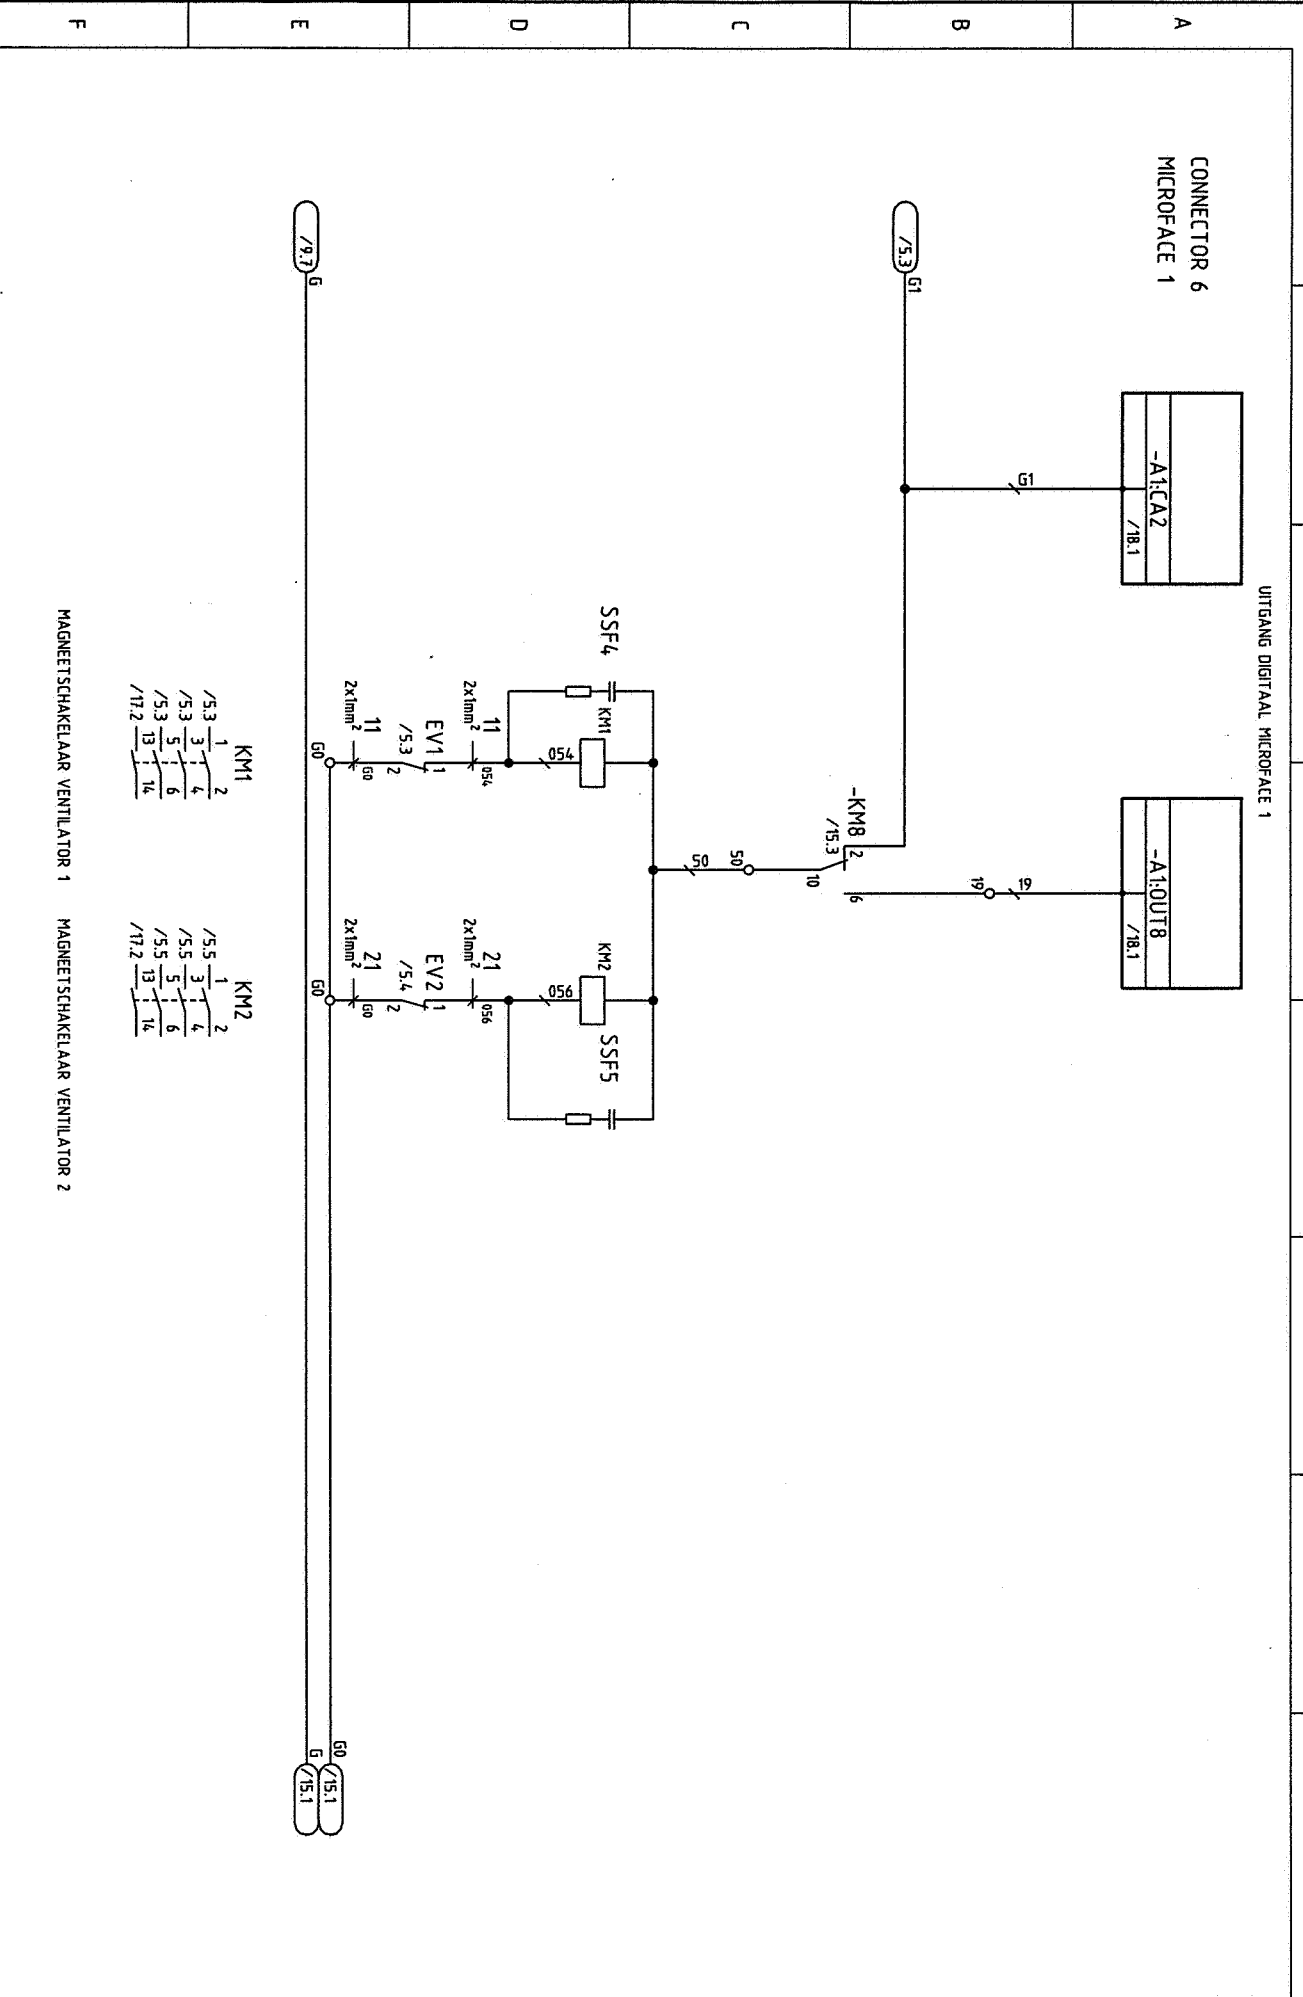 A
B
C
D
E
F
UITGANG DIGITAAL MICROFACE 1
CONNECTOR 6
MICROFACE 1
-A1:CA2
/18.1
-A1:OUT8
/18.1
G1
19
19
/5.3
G1
-KM8
/15.3
2
6
10
50
50
SSF4
KM1
054
KM2
056
SSF5
11
2x1mm²
054
EV1
/5.3
1
2
11
2x1mm²
G0
G0
21
2x1mm²
056
EV2
/5.4
1
2
21
2x1mm²
G0
G0
/9.7
G
G0
/15.1
G
/15.1
KM1
/5.3 1 2
/5.3 3 4
/5.3 5 6
/17.2 13 14
KM2
/5.5 1 2
/5.5 3 4
/5.5 5 6
/17.2 13 14
MAGNEETSCHAKELAAR VENTILATOR 1
MAGNEETSCHAKELAAR VENTILATOR 2